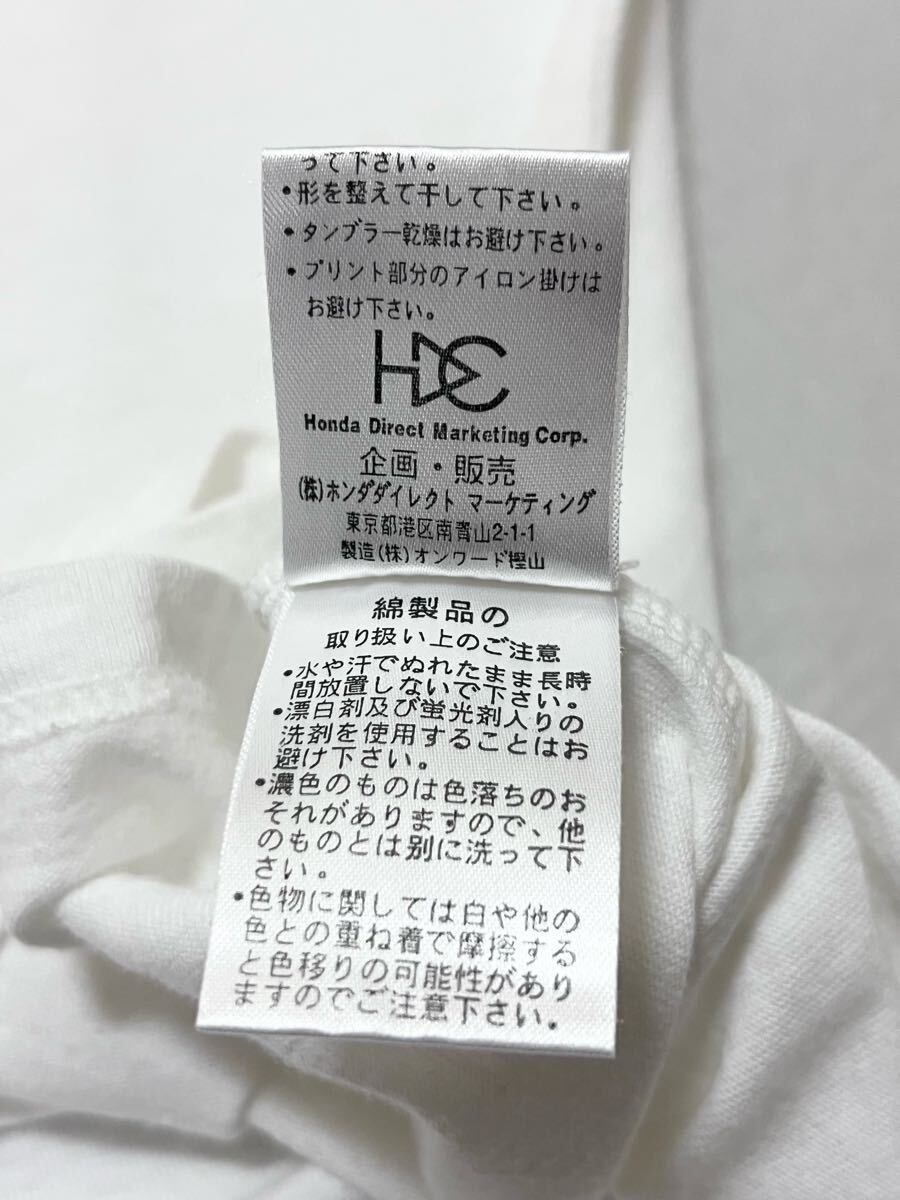 って下さい。
・形を整えて干して下さい。
・タンブラー乾燥はお避け下さい。
・プリント部分のアイロン掛けは
お避け下さい。
HDC
Honda Direct Marketing Corp.
企画・販売
(株)ホンダダイレクト マーケティング
東京都港区南青山2-1-1
製造(株)オンワード樫山
綿製品の
取り扱い上のご注意
・水や汗でぬれたまま長時
間放置しないで下さい。
・漂白剤及び蛍光剤入りの
洗剤を使用することはお
避け下さい。
・濃色のものは色落ちのお
それがありますので、他
のものとは別に洗って下
さい。
・色物に関しては白や他の
色との重ね着で摩擦する
と色移りの可能性があり
ますのでご注意下さい。